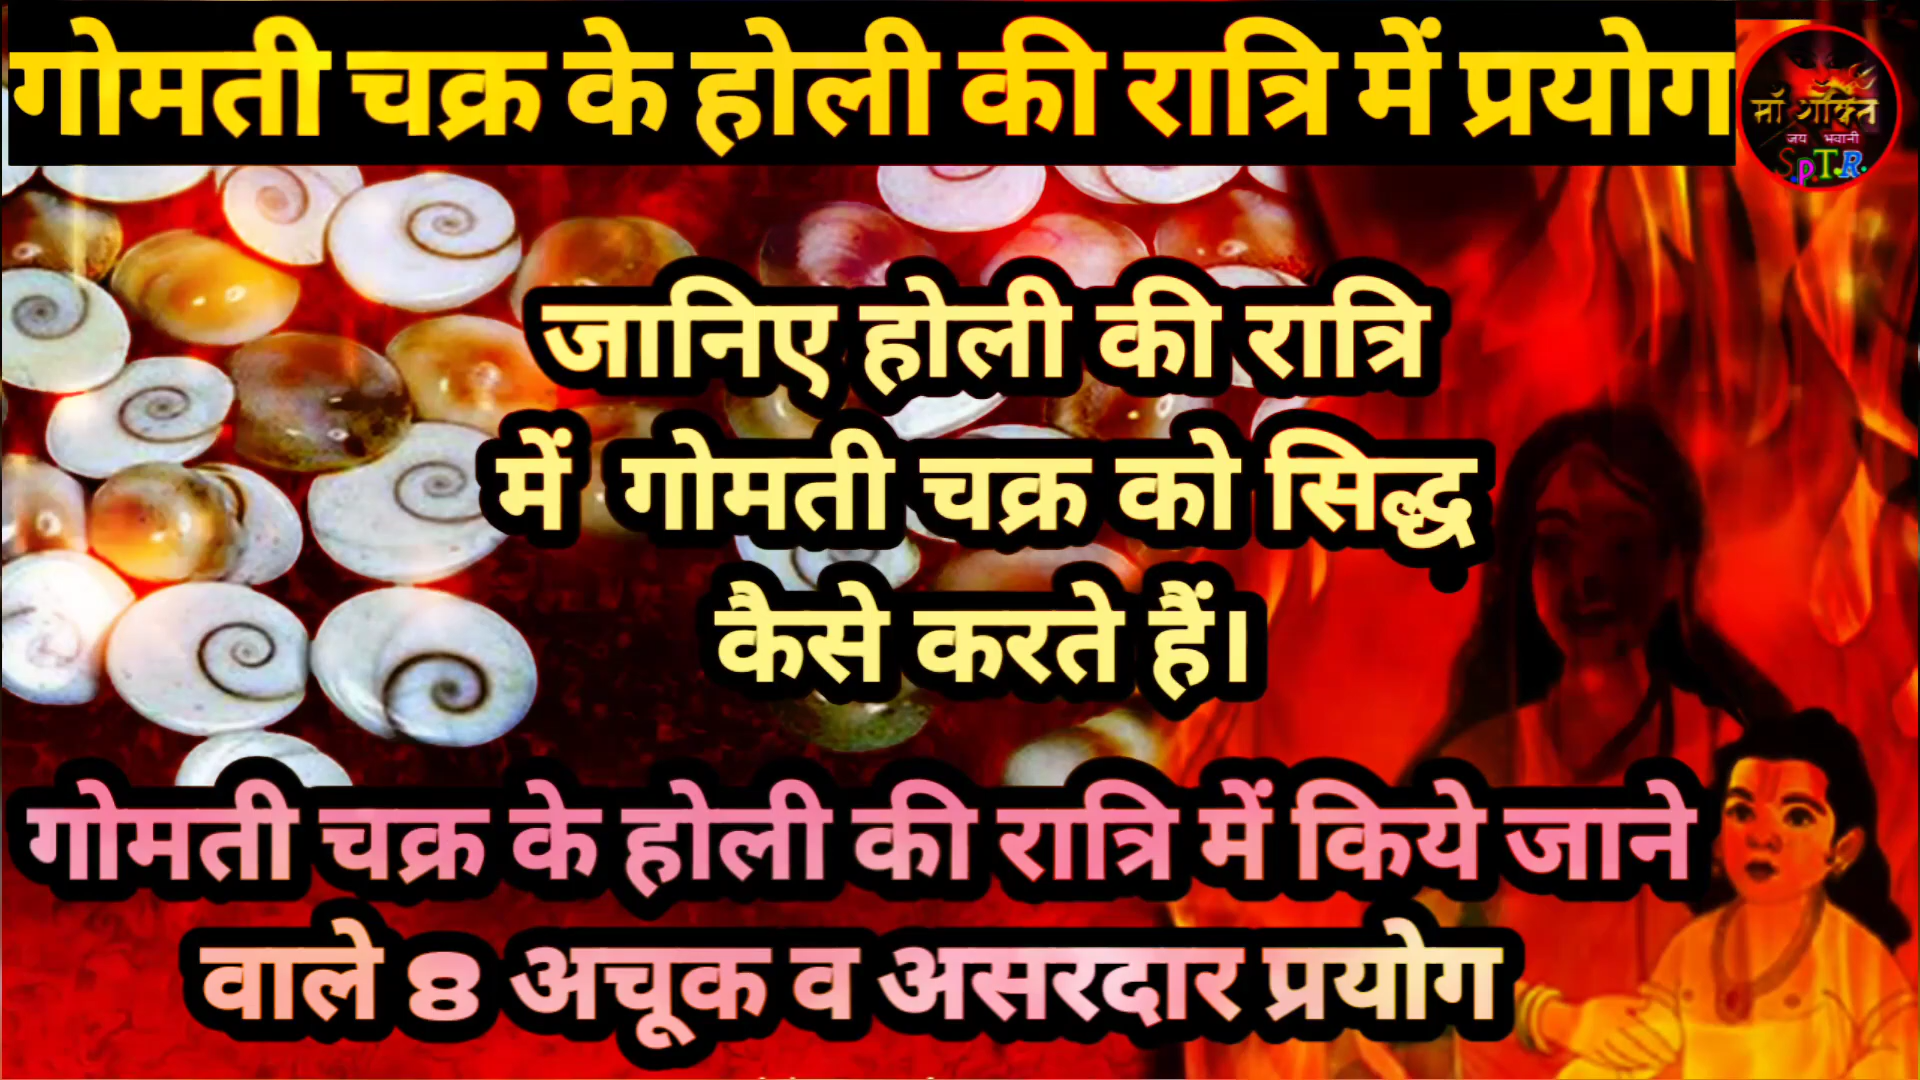 गोमती चक्र के होली की रात्रि में प्रयोग
माँ शक्ति
जय भवानी
S.p.T.R.
जानिए होली की रात्रि
में गोमती चक्र को सिद्ध
कैसे करते हैं।
गोमती चक्र के होली की रात्रि में किये जाने
वाले 8 अचूक व असरदार प्रयोग